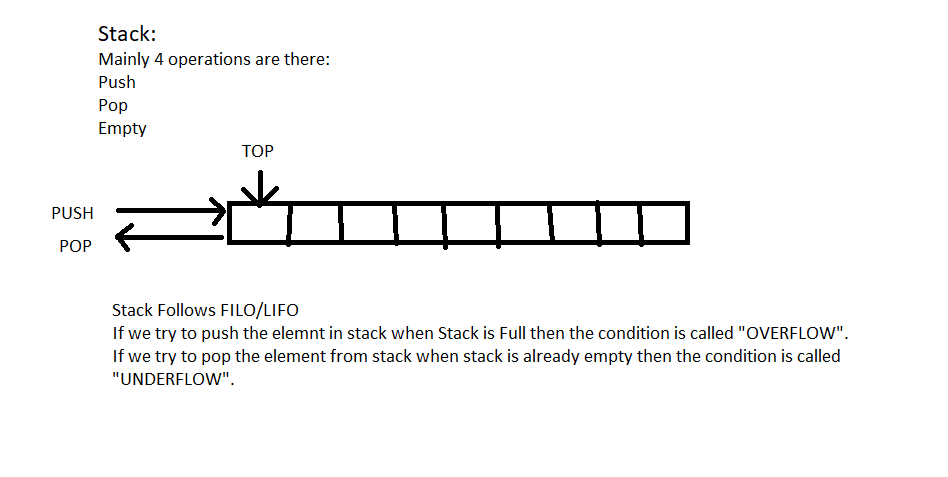 Stack:
Mainly 4 operations are there:
Push
Pop
Empty
TOP
PUSH
POP
Stack Follows FILO/LIFO
If we try to push the elemnt in stack when Stack is Full then the condition is called "OVERFLOW".
If we try to pop the element from stack when stack is already empty then the condition is called
"UNDERFLOW".